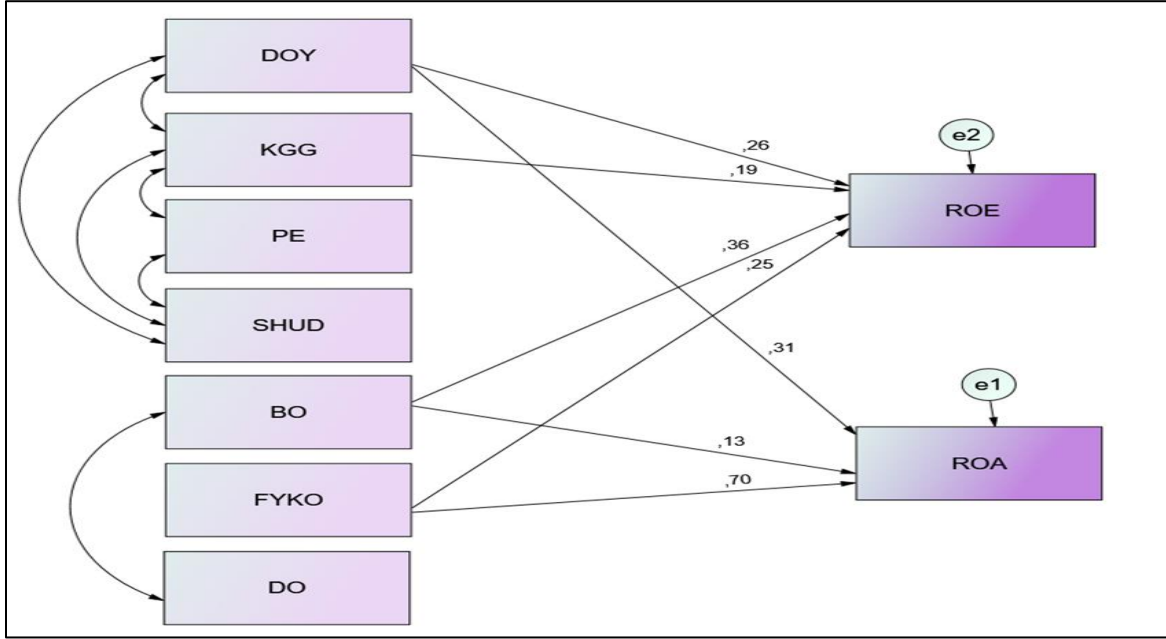 DOY
KGG
PE
SHUD
BO
FYKO
DO
,26
,19
,36
,25
,31
,13
,70
e2
ROE
e1
ROA